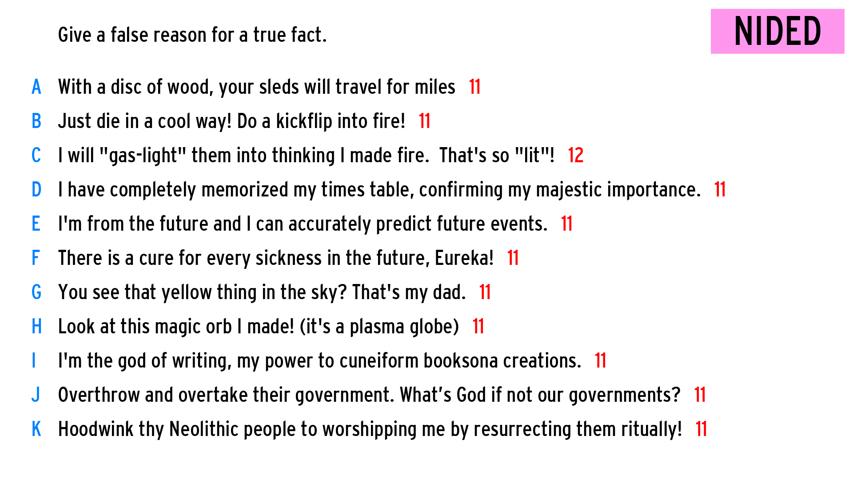 Give a false reason for a true fact.
NIDED
A With a disc of wood, your sleds will travel for miles 11
B Just die in a cool way! Do a kickflip into fire! 11
C I will "gas-light" them into thinking I made fire. That's so "lit"! 12
D I have completely memorized my times table, confirming my majestic importance. 11
E I'm from the future and I can accurately predict future events. 11
F There is a cure for every sickness in the future, Eureka! 11
G You see that yellow thing in the sky? That's my dad. 11
H Look at this magic orb I made! (it's a plasma globe) 11
I I'm the god of writing, my power to cuneiform booksona creations. 11
J Overthrow and overtake their government. What’s God if not our governments? 11
K Hoodwink thy Neolithic people to worshipping me by resurrecting them ritually! 11